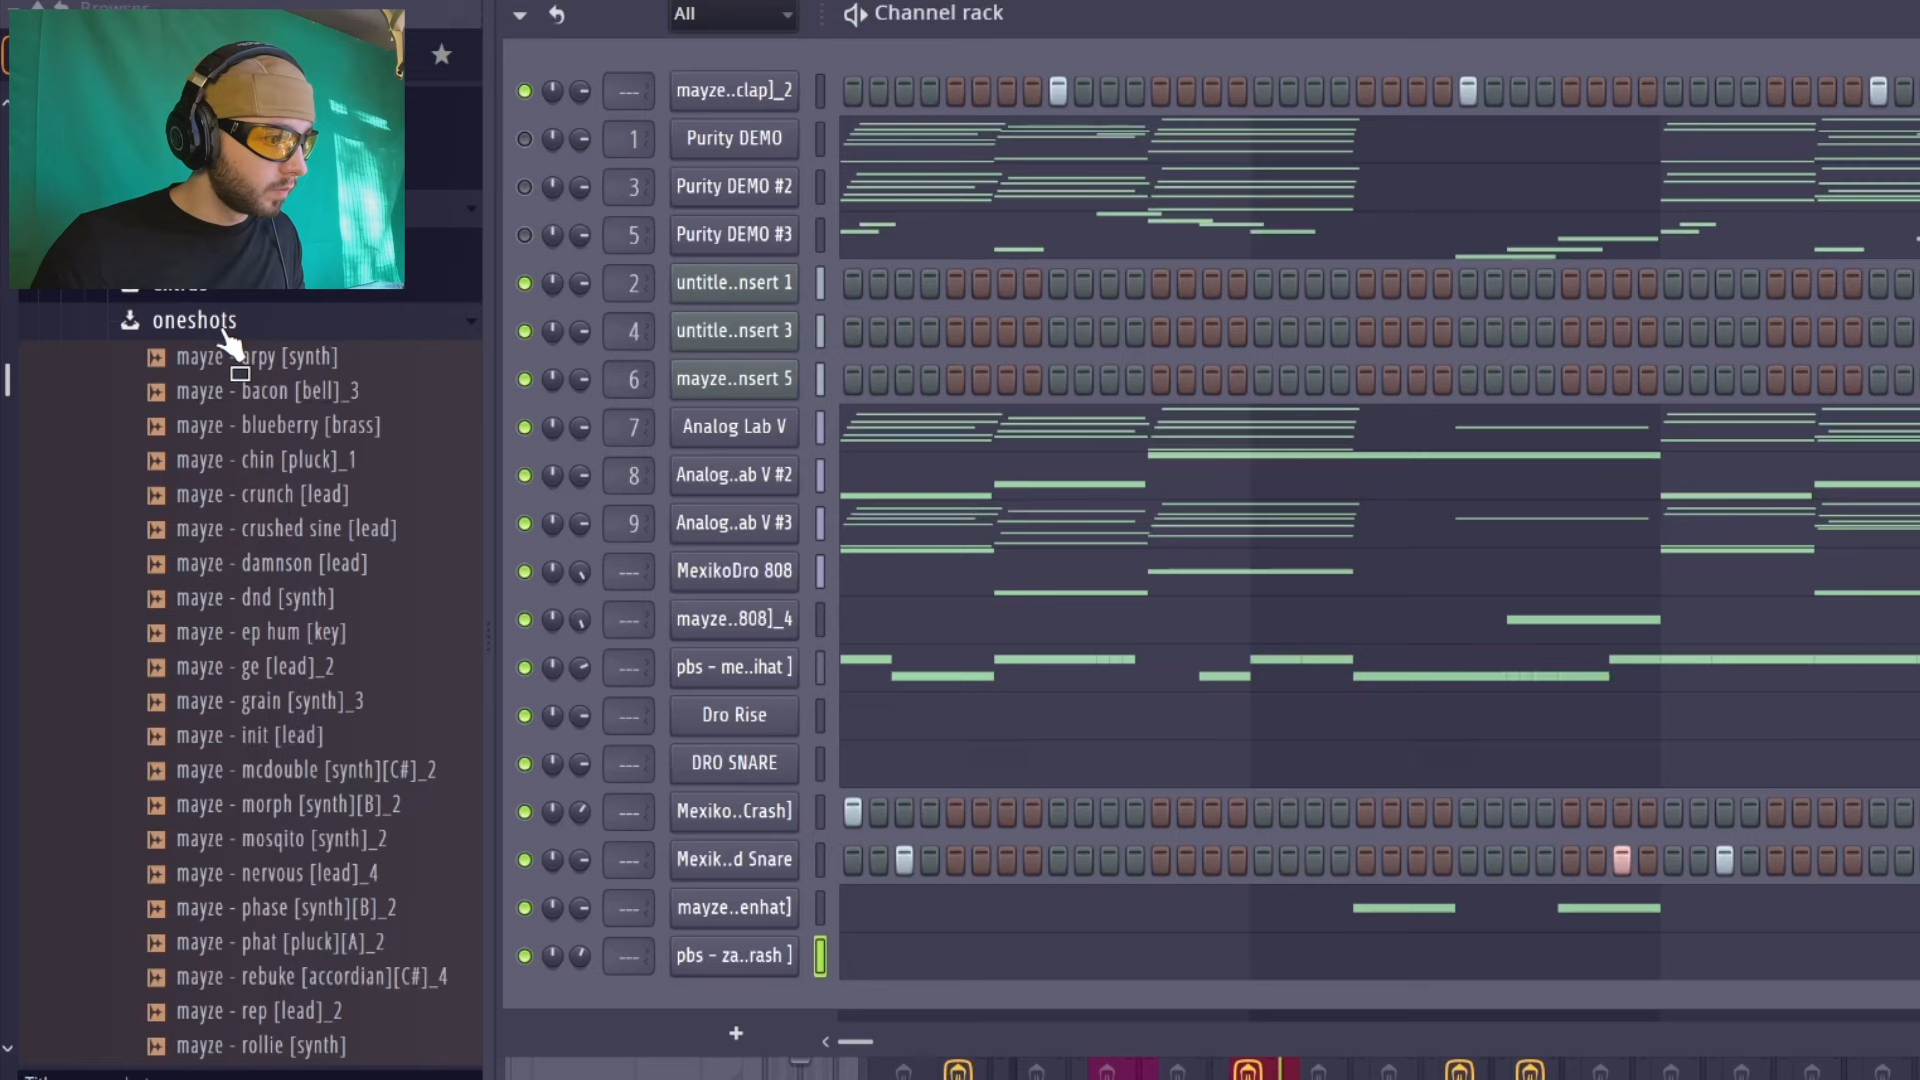 Browser
All
Channel rack
mayze..clap]_2
1 Purity DEMO
3 Purity DEMO #2
5 Purity DEMO #3
2 untitle..nsert 1
4 untitle..nsert 3
6 mayze..nsert 5
7 Analog Lab V
8 Analog..ab V #2
9 Analog..ab V #3
--- MexikoDro 808
--- mayze..808]_4
--- pbs - me..ihat ]
--- Dro Rise
--- DRO SNARE
--- Mexiko..Crash]
--- Mexik..d Snare
--- mayze..enhat]
--- pbs - za..rash ]
oneshots
mayze - arpy [synth]
mayze - bacon [bell]_3
mayze - blueberry [brass]
mayze - chin [pluck]_1
mayze - crunch [lead]
mayze - crushed sine [lead]
mayze - damnson [lead]
mayze - dnd [synth]
mayze - ep hum [key]
mayze - ge [lead]_2
mayze - grain [synth]_3
mayze - init [lead]
mayze - mcdouble [synth][C#]_2
mayze - morph [synth][B]_2
mayze - mosqito [synth]_2
mayze - nervous [lead]_4
mayze - phase [synth][B]_2
mayze - phat [pluck][A]_2
mayze - rebuke [accordian][C#]_4
mayze - rep [lead]_2
mayze - rollie [synth]